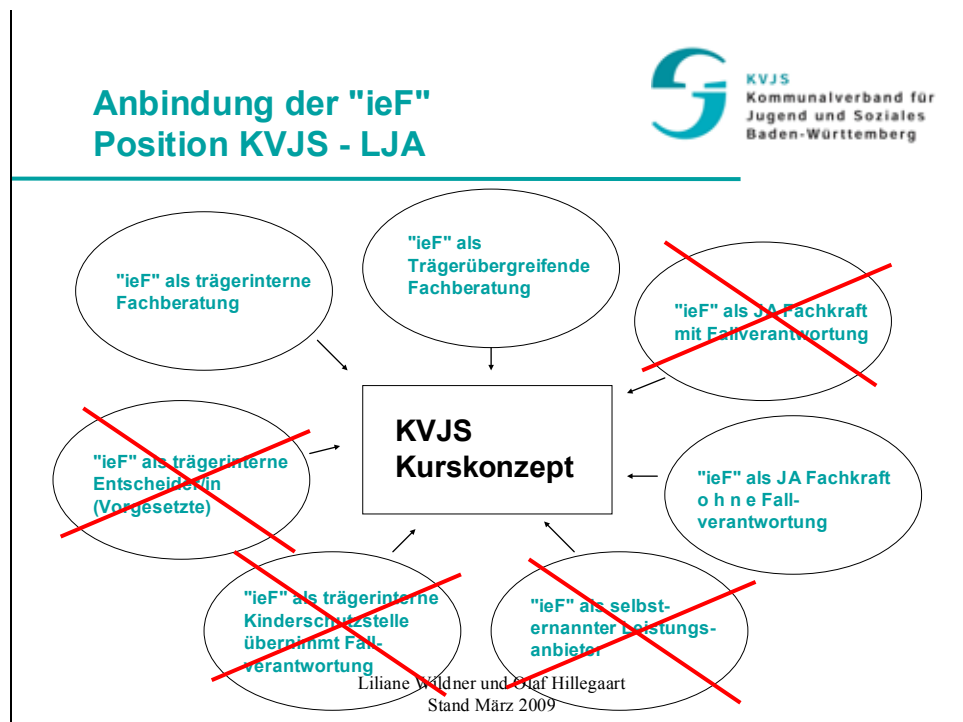 Anbindung der "ieF"
Position KVJS - LJA
KVJS
Kommunalverband für
Jugend und Soziales
Baden-Württemberg
"ieF" als trägerinterne
Fachberatung
"ieF" als
Trägerübergreifende
Fachberatung
"ieF" als JA Fachkraft
mit Fallverantwortung
KVJS
Kurskonzept
"ieF" als trägerinterne
Entscheider/in
(Vorgesetzte)
"ieF" als JA Fachkraft
o h n e Fall-
verantwortung
"ieF" als trägerinterne
Kinderschutzstelle
übernimmt Fall-
verantwortung
"ieF" als selbst-
ernannter Leistungs-
anbieter
Liliane Wildner und Olaf Hillegaart
Stand März 2009